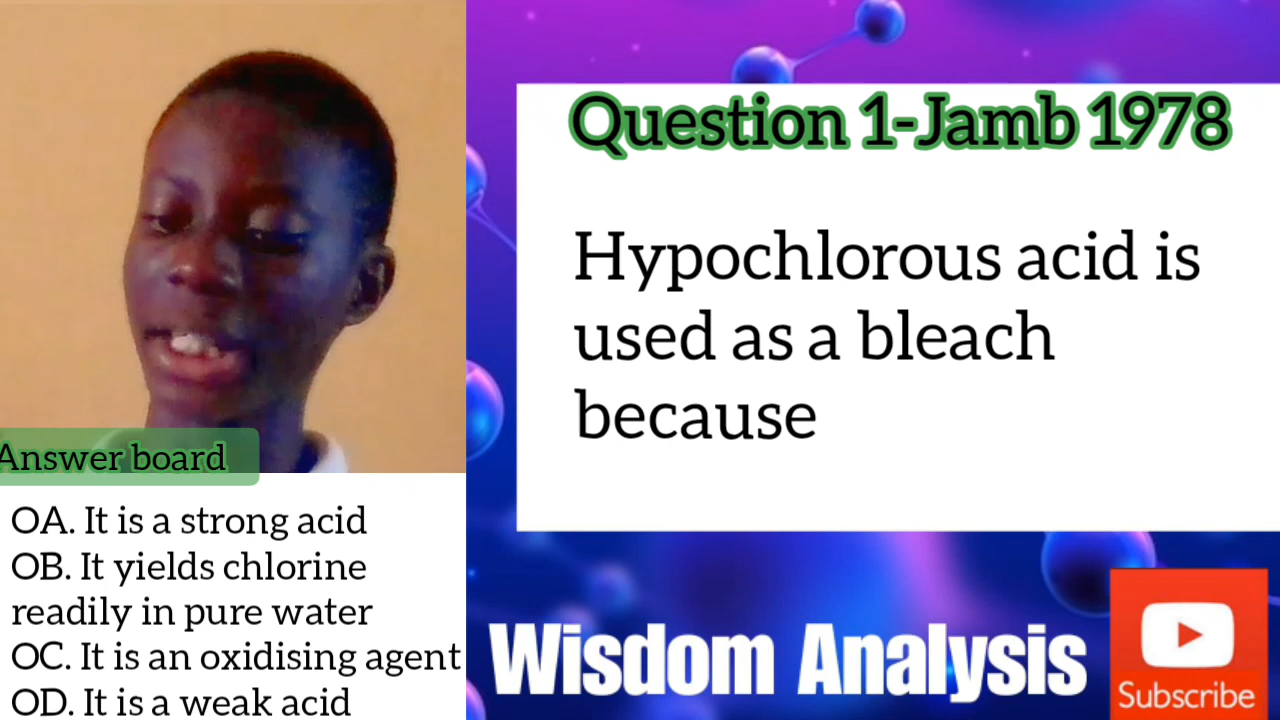 Question 1-Jamb 1978
Hypochlorous acid is
used as a bleach
because
Answer board
OA. It is a strong acid
OB. It yields chlorine
readily in pure water
OC. It is an oxidising agent
OD. It is a weak acid
Wisdom Analysis
Subscribe